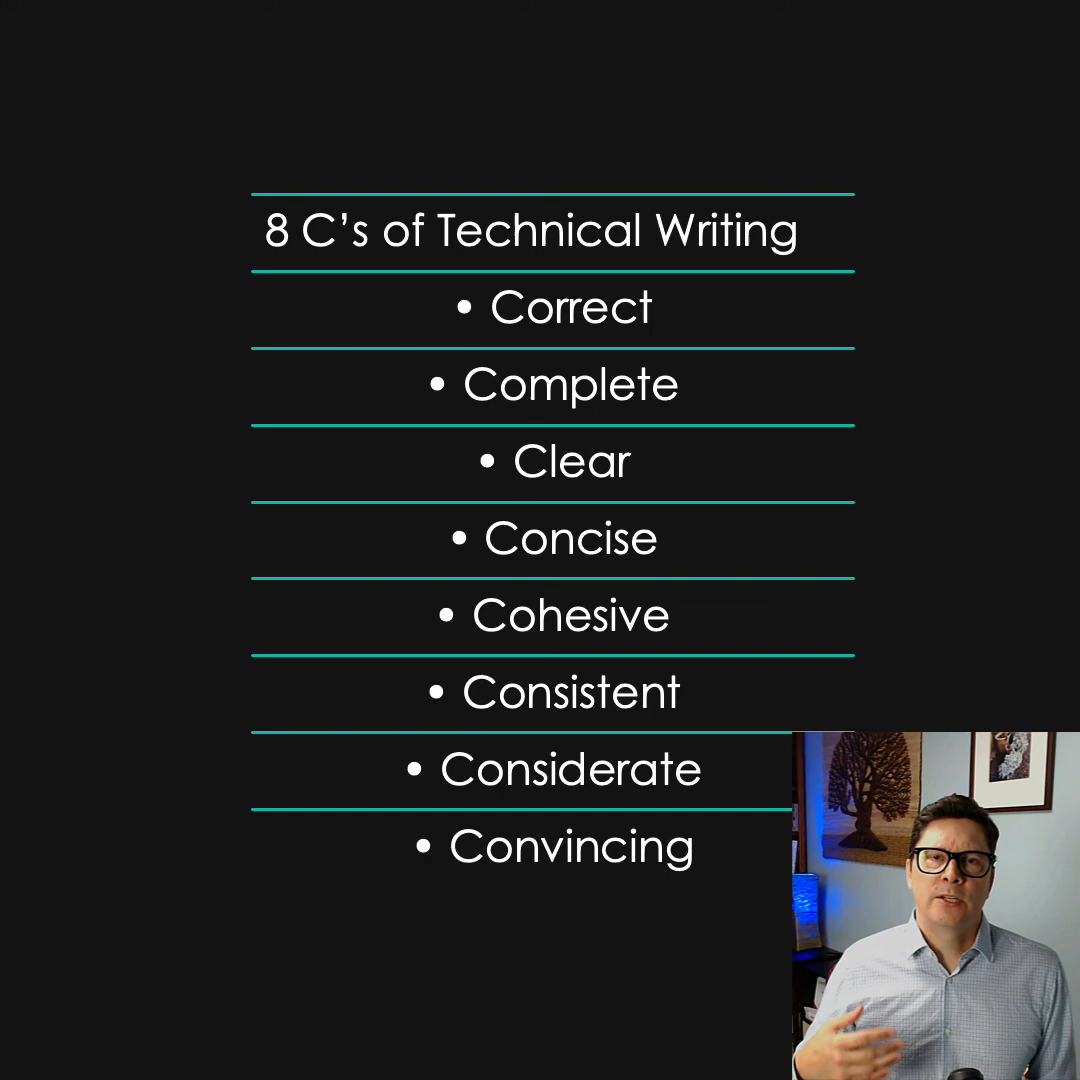 8 C’s of Technical Writing
• Correct
• Complete
• Clear
• Concise
• Cohesive
• Consistent
• Considerate
• Convincing